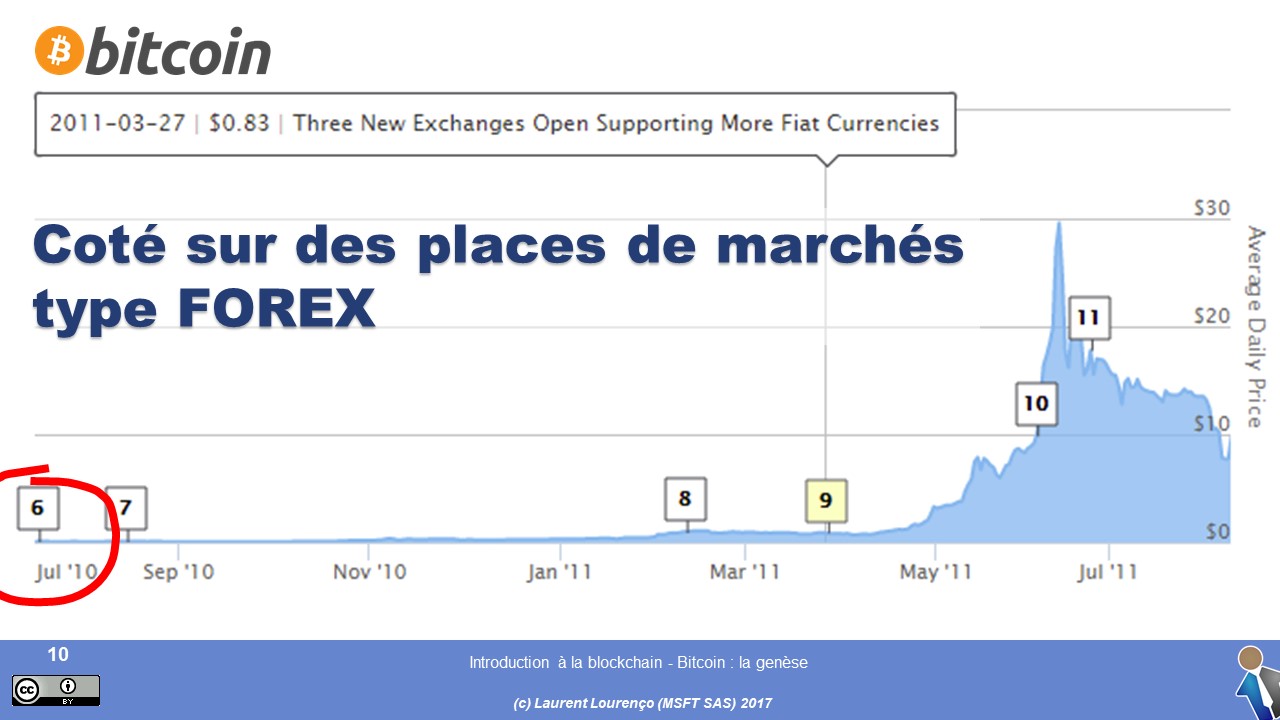 bitcoin
2011-03-27 | $0.83 | Three New Exchanges Open Supporting More Fiat Currencies
Coté sur des places de marchés
type FOREX
$30
$20
$10
$0
Average Daily Price
6
7
8
9
10
11
Jul '10
Sep '10
Nov '10
Jan '11
Mar '11
May '11
Jul '11
10
Introduction à la blockchain - Bitcoin : la genèse
(c) Laurent Lourenço (MSFT SAS) 2017
cc
BY